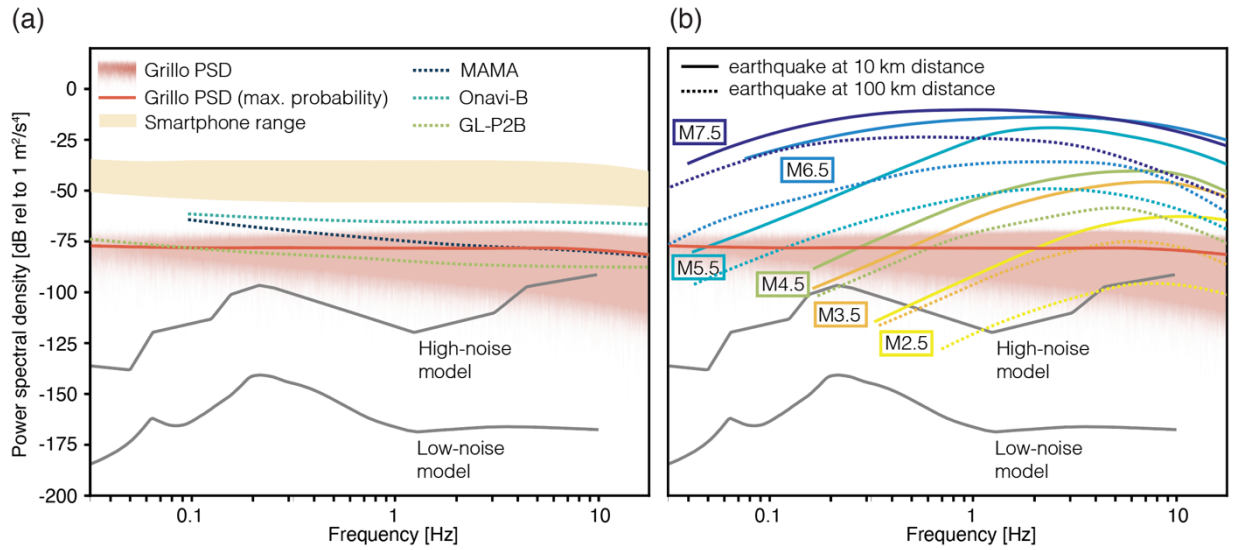 (a)
Power spectral density [dB rel to 1 m²/s⁴]
0
-25
-50
-75
-100
-125
-150
-175
-200
Grillo PSD
Grillo PSD (max. probability)
Smartphone range
MAMA
Onavi-B
GL-P2B
High-noise
model
Low-noise
model
0.1
1
10
Frequency [Hz]
(b)
earthquake at 10 km distance
earthquake at 100 km distance
M7.5
M6.5
M5.5
M4.5
M3.5
M2.5
High-noise
model
Low-noise
model
0.1
1
10
Frequency [Hz]